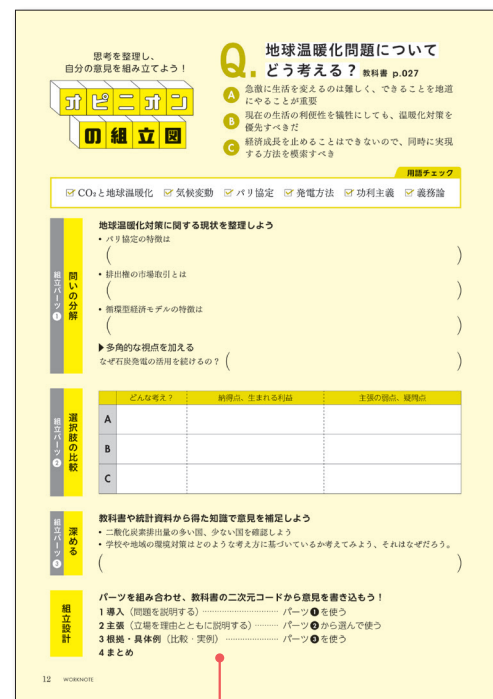 思考を整理し、
自分の意見を組み立てよう！
オピニオン
の組立図
Q. 地球温暖化問題について
どう考える？ 教科書 p.027
A 急激に生活を変えるのは難しく、できることを地道
にやることが重要
B 現在の生活の利便性を犠牲にしても、温暖化対策を
優先すべきだ
C 経済成長を止めることはできないので、同時に実現
する方法を模索すべき
用語チェック
☑ CO₂と地球温暖化 ☑ 気候変動 ☑ パリ協定 ☑ 発電方法 ☑ 功利主義 ☑ 義務論
組立パーツ❶
問いの分解
地球温暖化対策に関する現状を整理しよう
• パリ協定の特徴は
( )
• 排出権の市場取引とは
( )
• 循環型経済モデルの特徴は
( )
▶多角的な視点を加える
なぜ石炭発電の活用を続けるの？ ( )
組立パーツ❷
選択肢の比較
どんな考え？ 納得点、生まれる利益 主張の弱点、疑問点
A
B
C
組立パーツ❸
深める
教科書や統計資料から得た知識で意見を補足しよう
• 二酸化炭素排出量の多い国、少ない国を確認しよう
• 学校や地域の環境対策はどのような考え方に基づいているか考えてみよう、それはなぜだろう。
( )
組立設計
パーツを組み合わせ、教科書の二次元コードから意見を書き込もう！
1 導入（問題を説明する）………………………… パーツ❶を使う
2 主張（立場を理由とともに説明する）……… パーツ❷から選んで使う
3 根拠・具体例（比較・実例）………………… パーツ❸を使う
4 まとめ
12 WORKNOTE